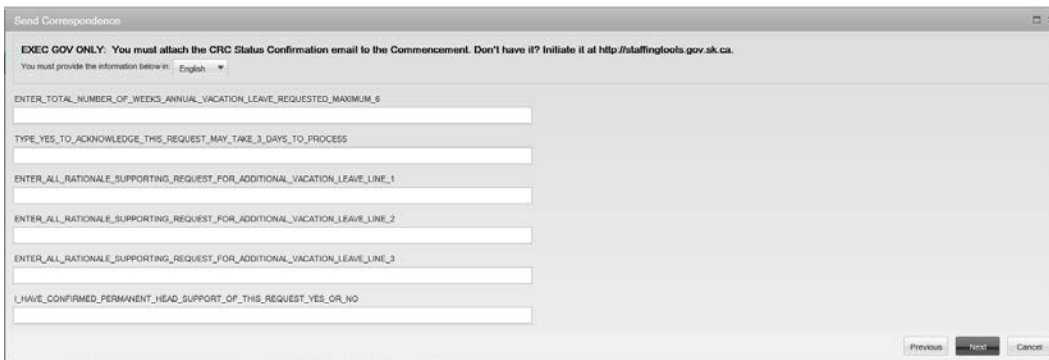 Send Correspondence
EXEC GOV ONLY: You must attach the CRC Status Confirmation email to the Commencement. Don't have it? Initiate it at http://staffingtools.gov.sk.ca.
You must provide the information below in: English
ENTER_TOTAL_NUMBER_OF_WEEKS_ANNUAL_VACATION_LEAVE_REQUESTED_MAXIMUM_6
TYPE_YES_TO_ACKNOWLEDGE_THIS_REQUEST_MAY_TAKE_3_DAYS_TO_PROCESS
ENTER_ALL_RATIONALE_SUPPORTING_REQUEST_FOR_ADDITIONAL_VACATION_LEAVE_LINE_1
ENTER_ALL_RATIONALE_SUPPORTING_REQUEST_FOR_ADDITIONAL_VACATION_LEAVE_LINE_2
ENTER_ALL_RATIONALE_SUPPORTING_REQUEST_FOR_ADDITIONAL_VACATION_LEAVE_LINE_3
I_HAVE_CONFIRMED_PERMANENT_HEAD_SUPPORT_OF_THIS_REQUEST_YES_OR_NO
Previous Next Cancel